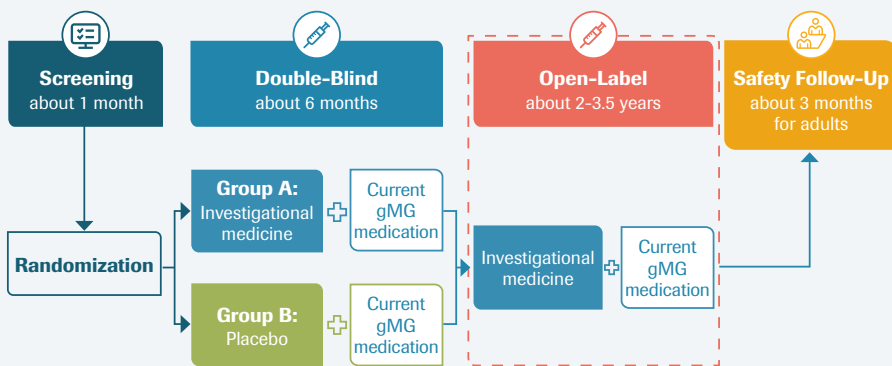 Screening
about 1 month
Double-Blind
about 6 months
Open-Label
about 2-3.5 years
Safety Follow-Up
about 3 months
for adults
Randomization
Group A:
Investigational
medicine
Current
gMG
medication
Group B:
Placebo
Current
gMG
medication
Investigational
medicine
Current
gMG
medication